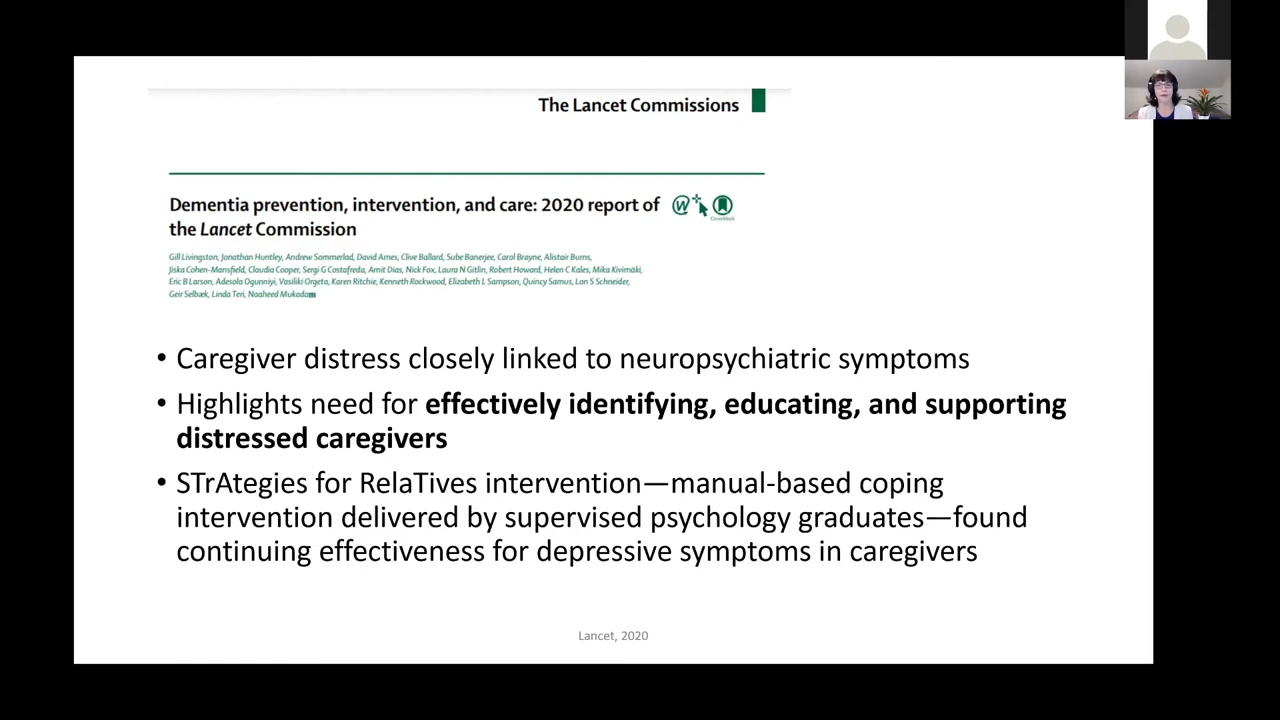 The Lancet Commissions
Dementia prevention, intervention, and care: 2020 report of
the Lancet Commission
Gill Livingston, Jonathan Huntley, Andrew Sommerlad, David Ames, Clive Ballard, Sube Banerjee, Carol Brayne, Alistair Burns,
Jiska Cohen-Mansfield, Claudia Cooper, Sergi G Costafreda, Amit Dias, Nick Fox, Laura N Gitlin, Robert Howard, Helen C Kales, Mika Kivimäki,
Eric B Larson, Adesola Ogunniyi, Vasiliki Orgeta, Karen Ritchie, Kenneth Rockwood, Elizabeth L Sampson, Quincy Samus, Lon S Schneider,
Geir Selbæk, Linda Teri, Naaheed Mukadam
CrossMark
• Caregiver distress closely linked to neuropsychiatric symptoms
• Highlights need for effectively identifying, educating, and supporting
distressed caregivers
• STrAtegies for RelaTives intervention—manual-based coping
intervention delivered by supervised psychology graduates—found
continuing effectiveness for depressive symptoms in caregivers
Lancet, 2020